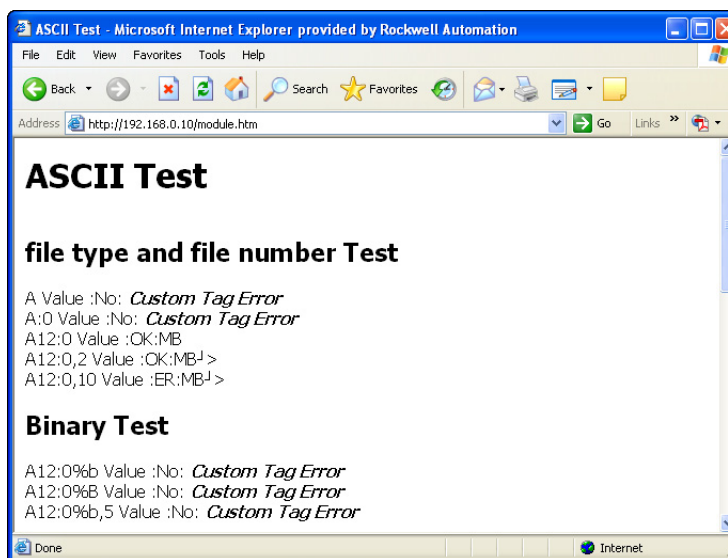 ASCII Test - Microsoft Internet Explorer provided by Rockwell Automation
File Edit View Favorites Tools Help
Back Search Favorites
Address http://192.168.0.10/module.htm Go Links »
ASCII Test
file type and file number Test
A Value :No: Custom Tag Error
A:0 Value :No: Custom Tag Error
A12:0 Value :OK:MB
A12:0,2 Value :OK:MB┘>
A12:0,10 Value :ER:MB┘>
Binary Test
A12:0%b Value :No: Custom Tag Error
A12:0%B Value :No: Custom Tag Error
A12:0%b,5 Value :No: Custom Tag Error
Done Internet